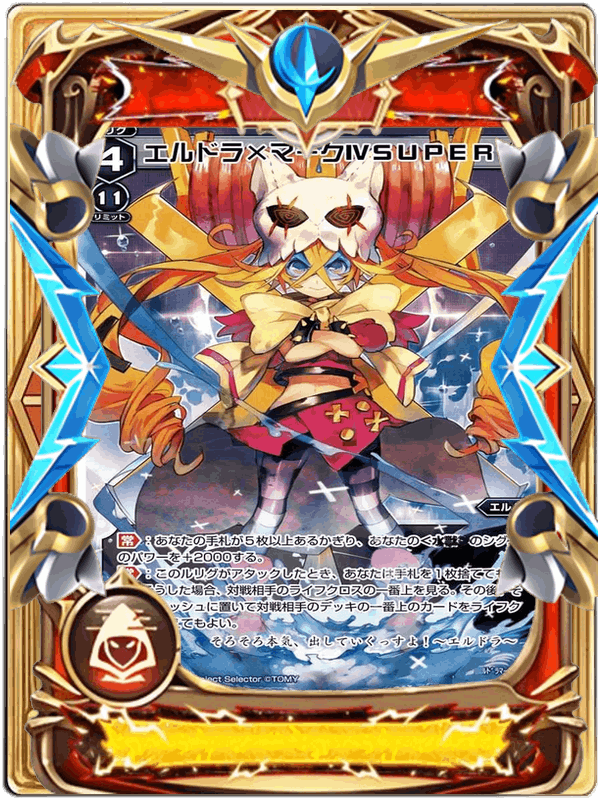 4
エルドラ×マークⅣSUPER
11
リミット
エル
常：あなたの手札が５枚以上あるかぎり、あなたの＜水獣 のシグ
のパワーを＋2000する。
常：このルリグがアタックしたとき、あなたは手札を１枚捨てても
うした場合、対戦相手のライフクロスの一番上を見る。その後、そ
ッシュに置いて対戦相手のデッキの一番上のカードをライフク
てもよい。
そろそろ本気、出していくっすよ！～エルドラ～
lect Selector ©TOMY